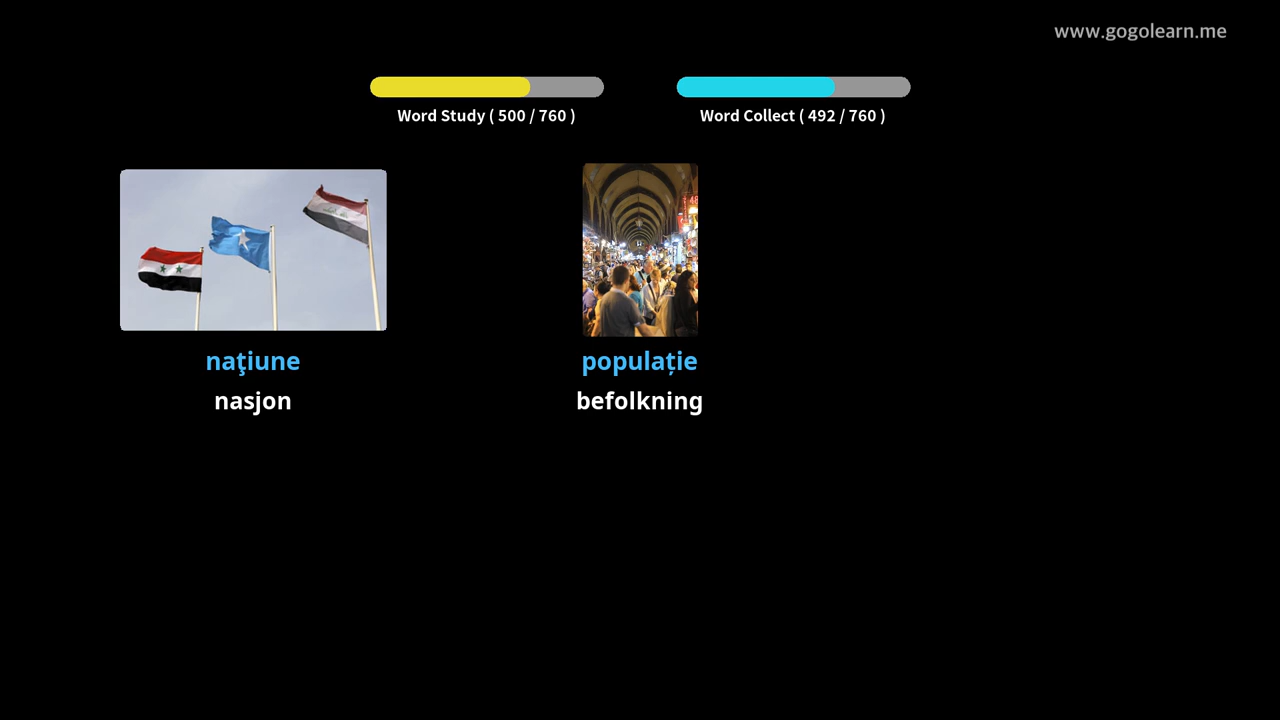 www.gogolearn.me
Word Study ( 500 / 760 )
Word Collect ( 492 / 760 )
naţiune
nasjon
populație
befolkning